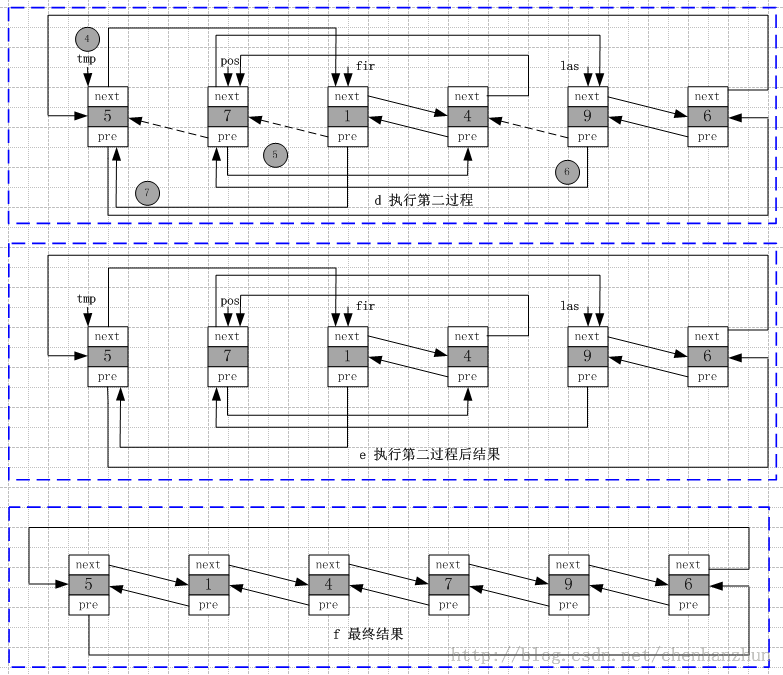 4
tmp pos fir las
next next next next next next
5 7 1 4 9 6
pre pre pre pre pre pre
5
6
7
d 执行第二过程
tmp pos fir las
next next next next next next
5 7 1 4 9 6
pre pre pre pre pre pre
e 执行第二过程后结果
next next next next next next
5 1 4 7 9 6
pre pre pre pre pre pre
f 最终结果
http://blog.csdn.net/chenhanzhun